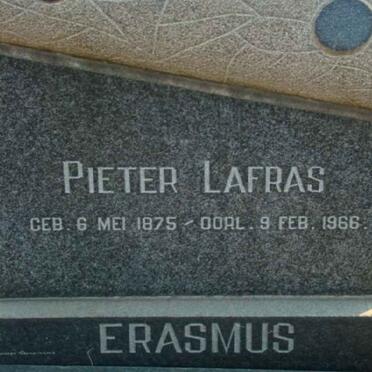 PIETER LAFRAS
GEB. 6 MEI 1875 - OORL. 9 FEB. 1966.
ERASMUS